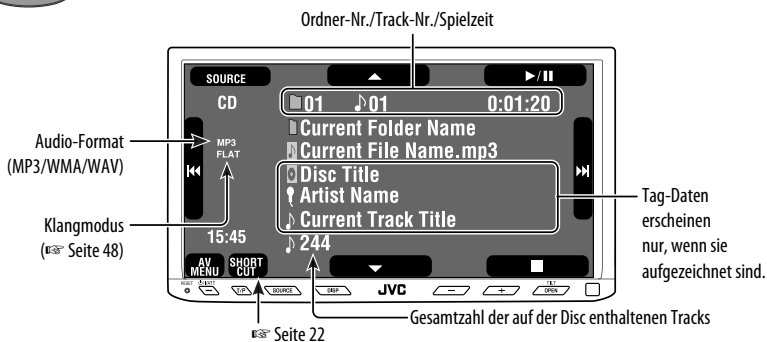 Ordner-Nr./Track-Nr./Spielzeit
SOURCE
CD
01 01 0:01:20
Current Folder Name
Audio-Format
(MP3/WMA/WAV)
MP3
FLAT
Current File Name.mp3
Disc Title
Artist Name
Current Track Title
Tag-Daten
erscheinen
nur, wenn sie
aufgezeichnet sind.
Klangmodus
(☞ Seite 48)
15:45
244
AV
MENU
SHORT
CUT
RESET
T/P
SOURCE
DISP
JVC
TILT
OPEN
☞ Seite 22
Gesamtzahl der auf der Disc enthaltenen Tracks